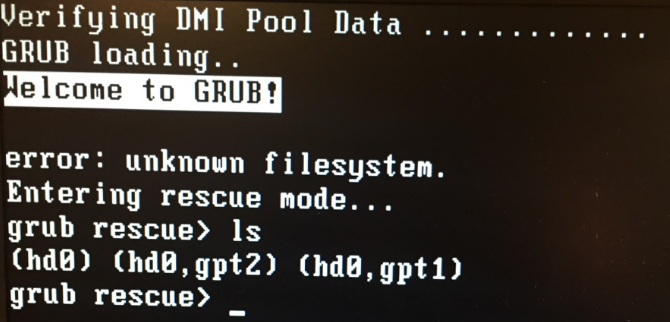 Verifying DMI Pool Data .............
GRUB loading..
Welcome to GRUB!
error: unknown filesystem.
Entering rescue mode...
grub rescue> ls
(hd0) (hd0,gpt2) (hd0,gpt1)
grub rescue> _